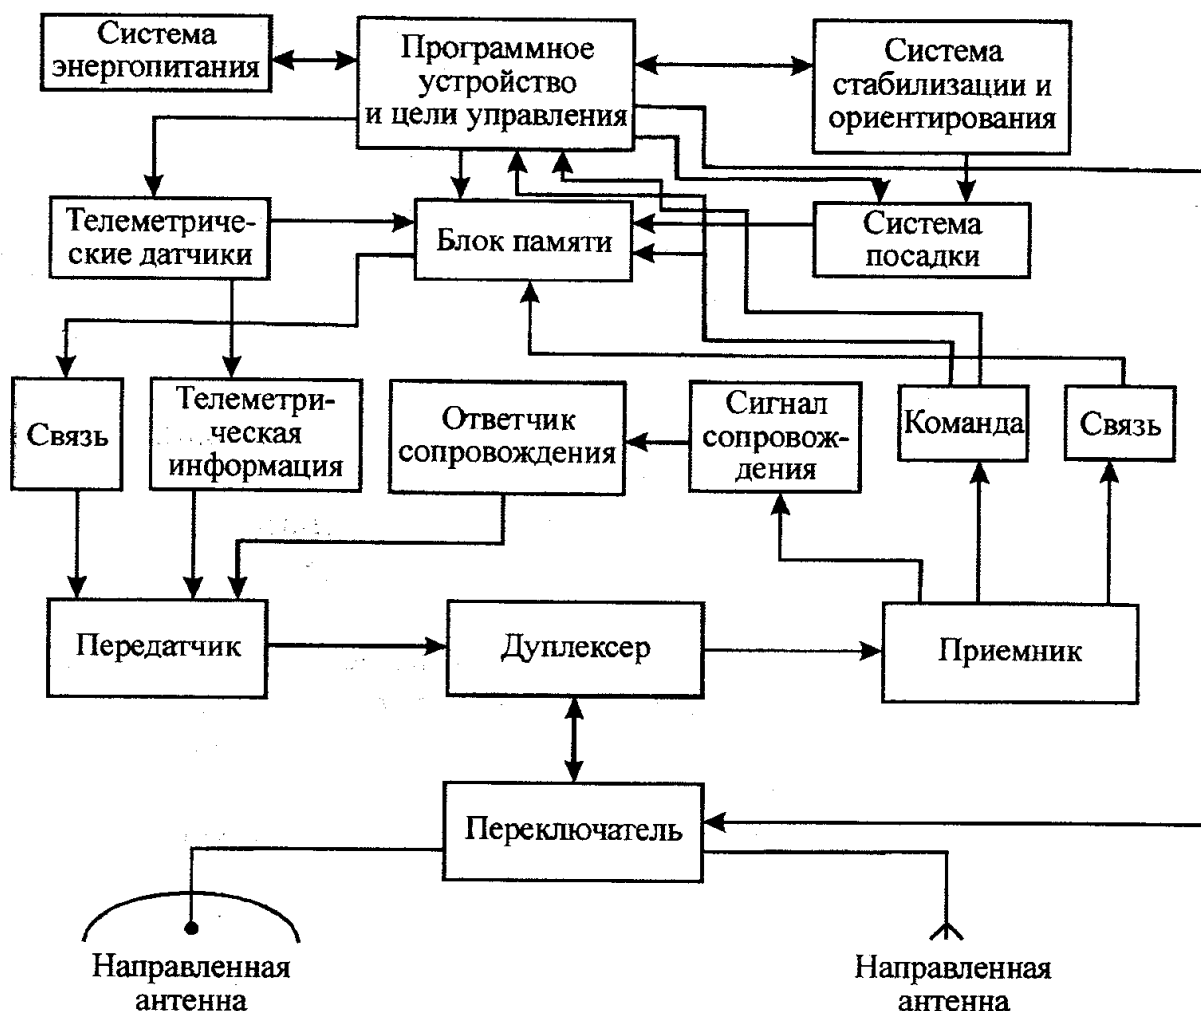 Система
энергопитания
Программное
устройство
и цели управления
Система
стабилизации и
ориентирования
Телеметриче-
ские датчики
Блок памяти
Система
посадки
Связь
Телеметри-
ческая
информация
Ответчик
сопровождения
Сигнал
сопровож-
дения
Команда
Связь
Передатчик
Дуплексер
Приемник
Переключатель
Направленная
антенна
Направленная
антенна